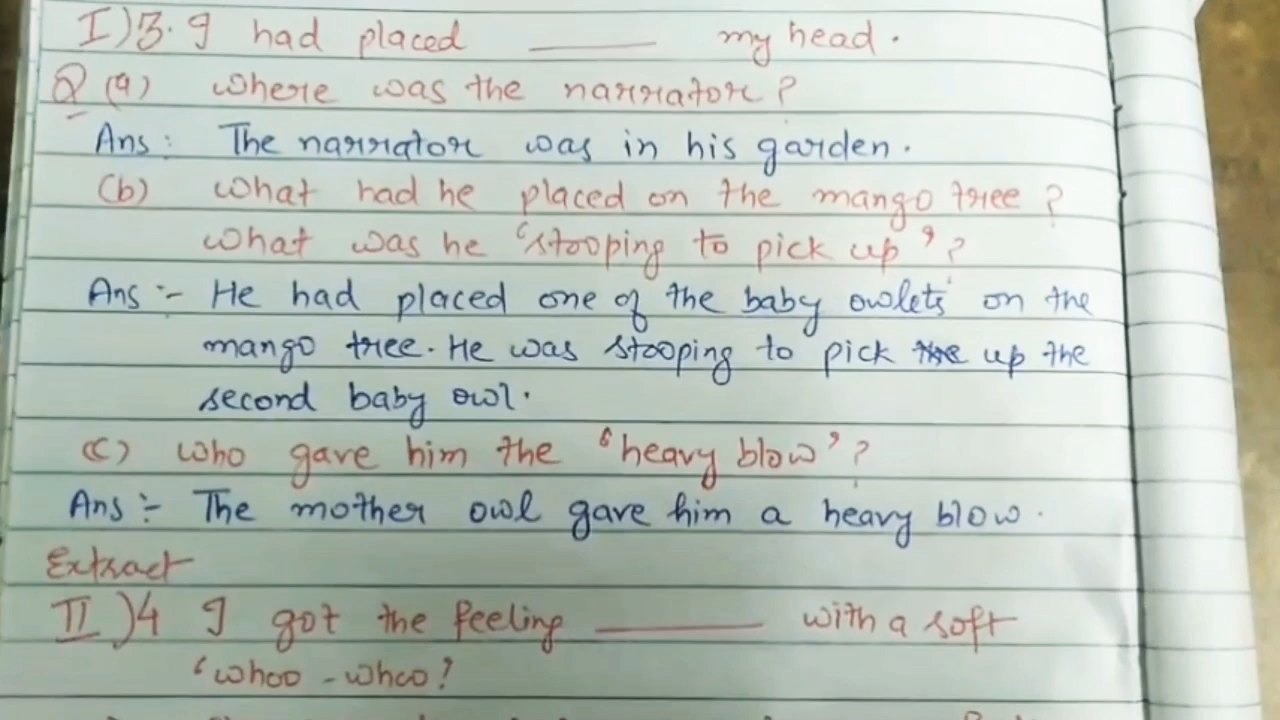 I)3. I had placed ______ my head.
Q (a) where was the narrator?
Ans: The narrator was in his garden.
(b) what had he placed on the mango tree?
what was he 'stooping to pick up'?
Ans :- He had placed one of the baby owlets on the
mango tree. He was stooping to pick the up the
second baby owl.
(c) who gave him the 'heavy blow'?
Ans :- The mother owl gave him a heavy blow.
Extract
II)4 I got the feeling ______ with a soft
'whoo - whoo!